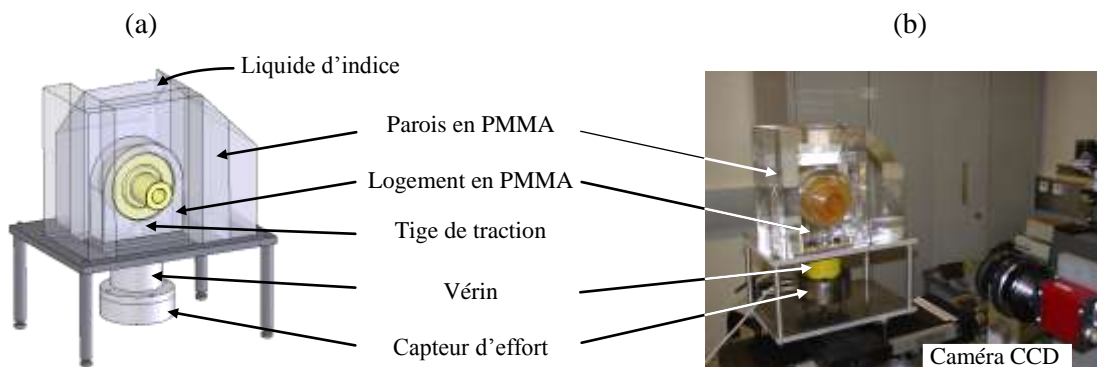 (a)
(b)
Liquide d’indice
Parois en PMMA
Logement en PMMA
Tige de traction
Vérin
Capteur d’effort
Caméra CCD